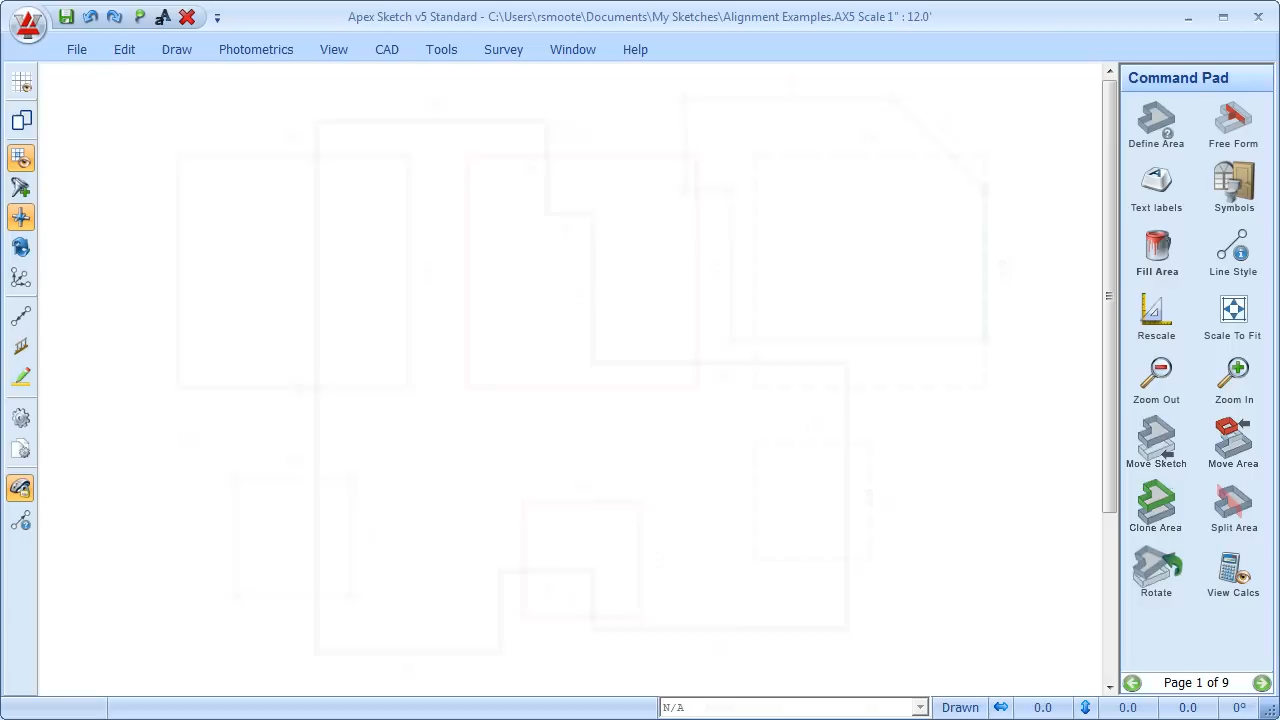 Apex Sketch v5 Standard - C:\Users\rsmoote\Documents\My Sketches\Alignment Examples.AX5 Scale 1" : 12.0'
File Edit Draw Photometrics View CAD Tools Survey Window Help
Command Pad
Define Area Free Form
Text labels Symbols
Fill Area Line Style
Rescale Scale To Fit
Zoom Out Zoom In
Move Sketch Move Area
Clone Area Split Area
Rotate View Calcs
Page 1 of 9
N/A Drawn 0.0 0.0 0.0 0°